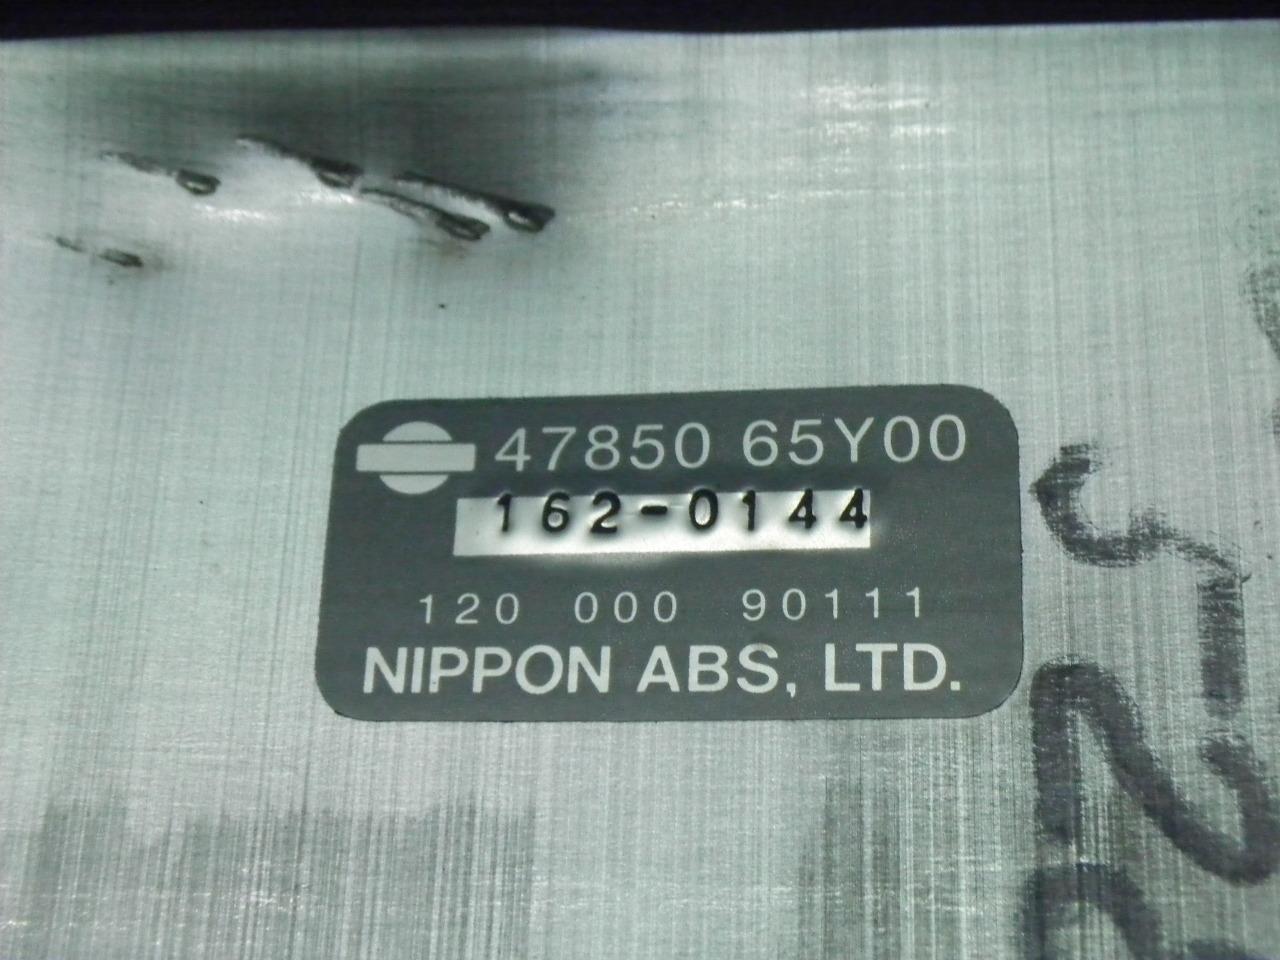 47850 65Y00
162-0144
120 000 90111
NIPPON ABS, LTD.